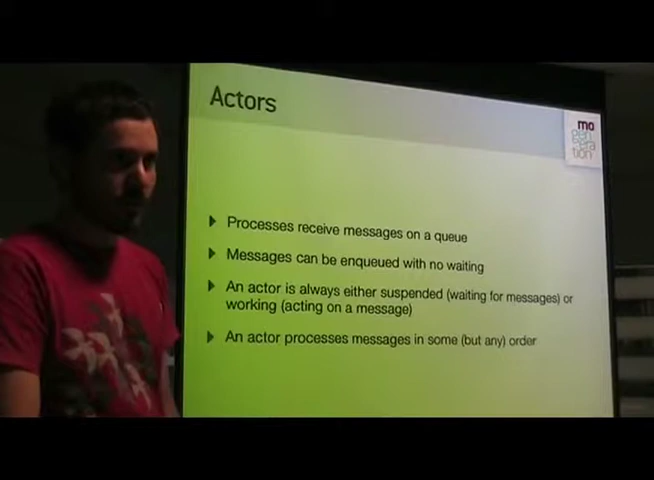 Actors
mo
gen
era
tion
Processes receive messages on a queue
Messages can be enqueued with no waiting
An actor is always either suspended (waiting for messages) or
working (acting on a message)
An actor processes messages in some (but any) order